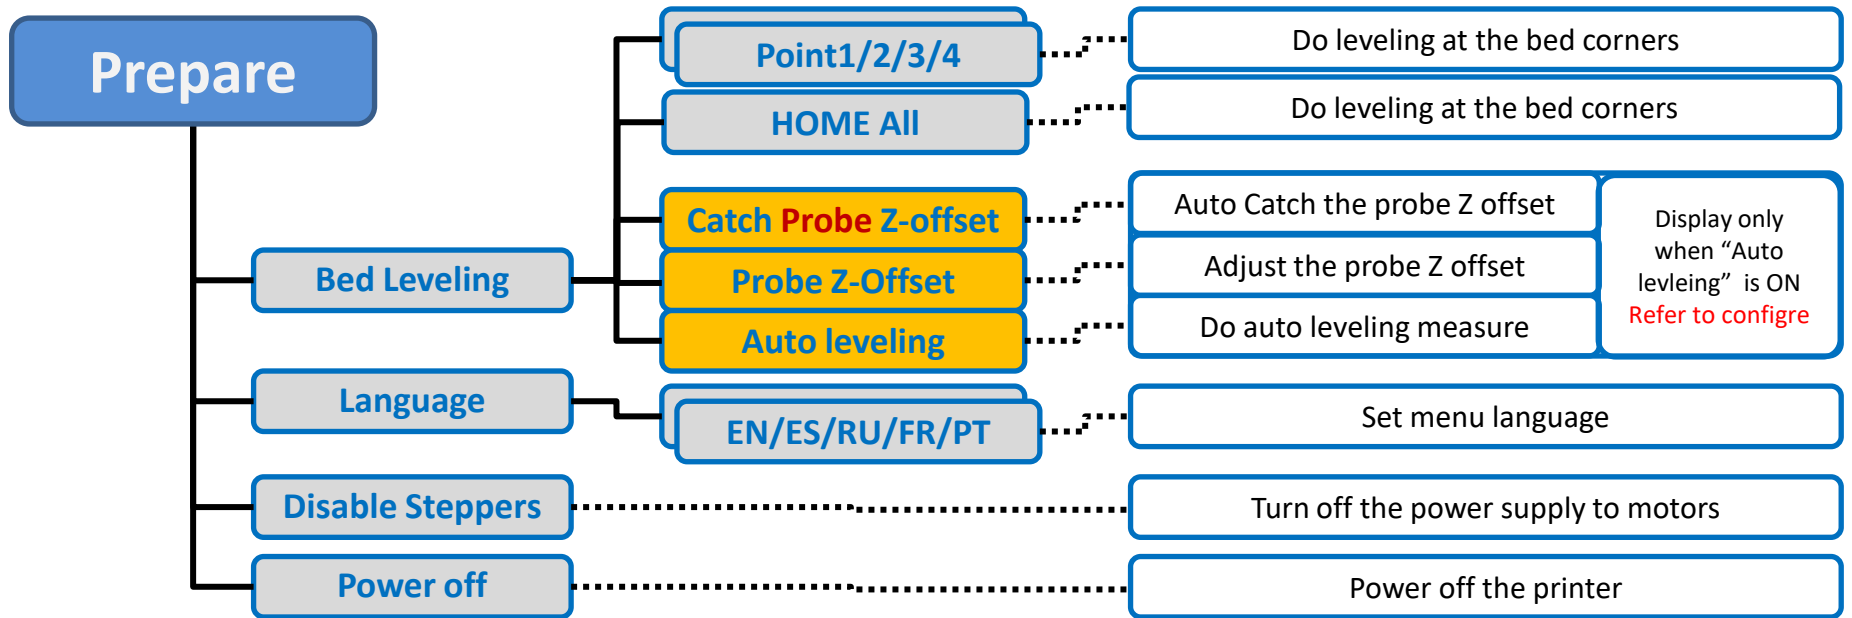 Prepare
Point1/2/3/4
Do leveling at the bed corners
HOME All
Do leveling at the bed corners
Catch Probe Z-offset
Auto Catch the probe Z offset
Probe Z-Offset
Adjust the probe Z offset
Auto leveling
Do auto leveling measure
Display only
when “Auto
levleing” is ON
Refer to configre
Bed Leveling
Language
EN/ES/RU/FR/PT
Set menu language
Disable Steppers
Turn off the power supply to motors
Power off
Power off the printer